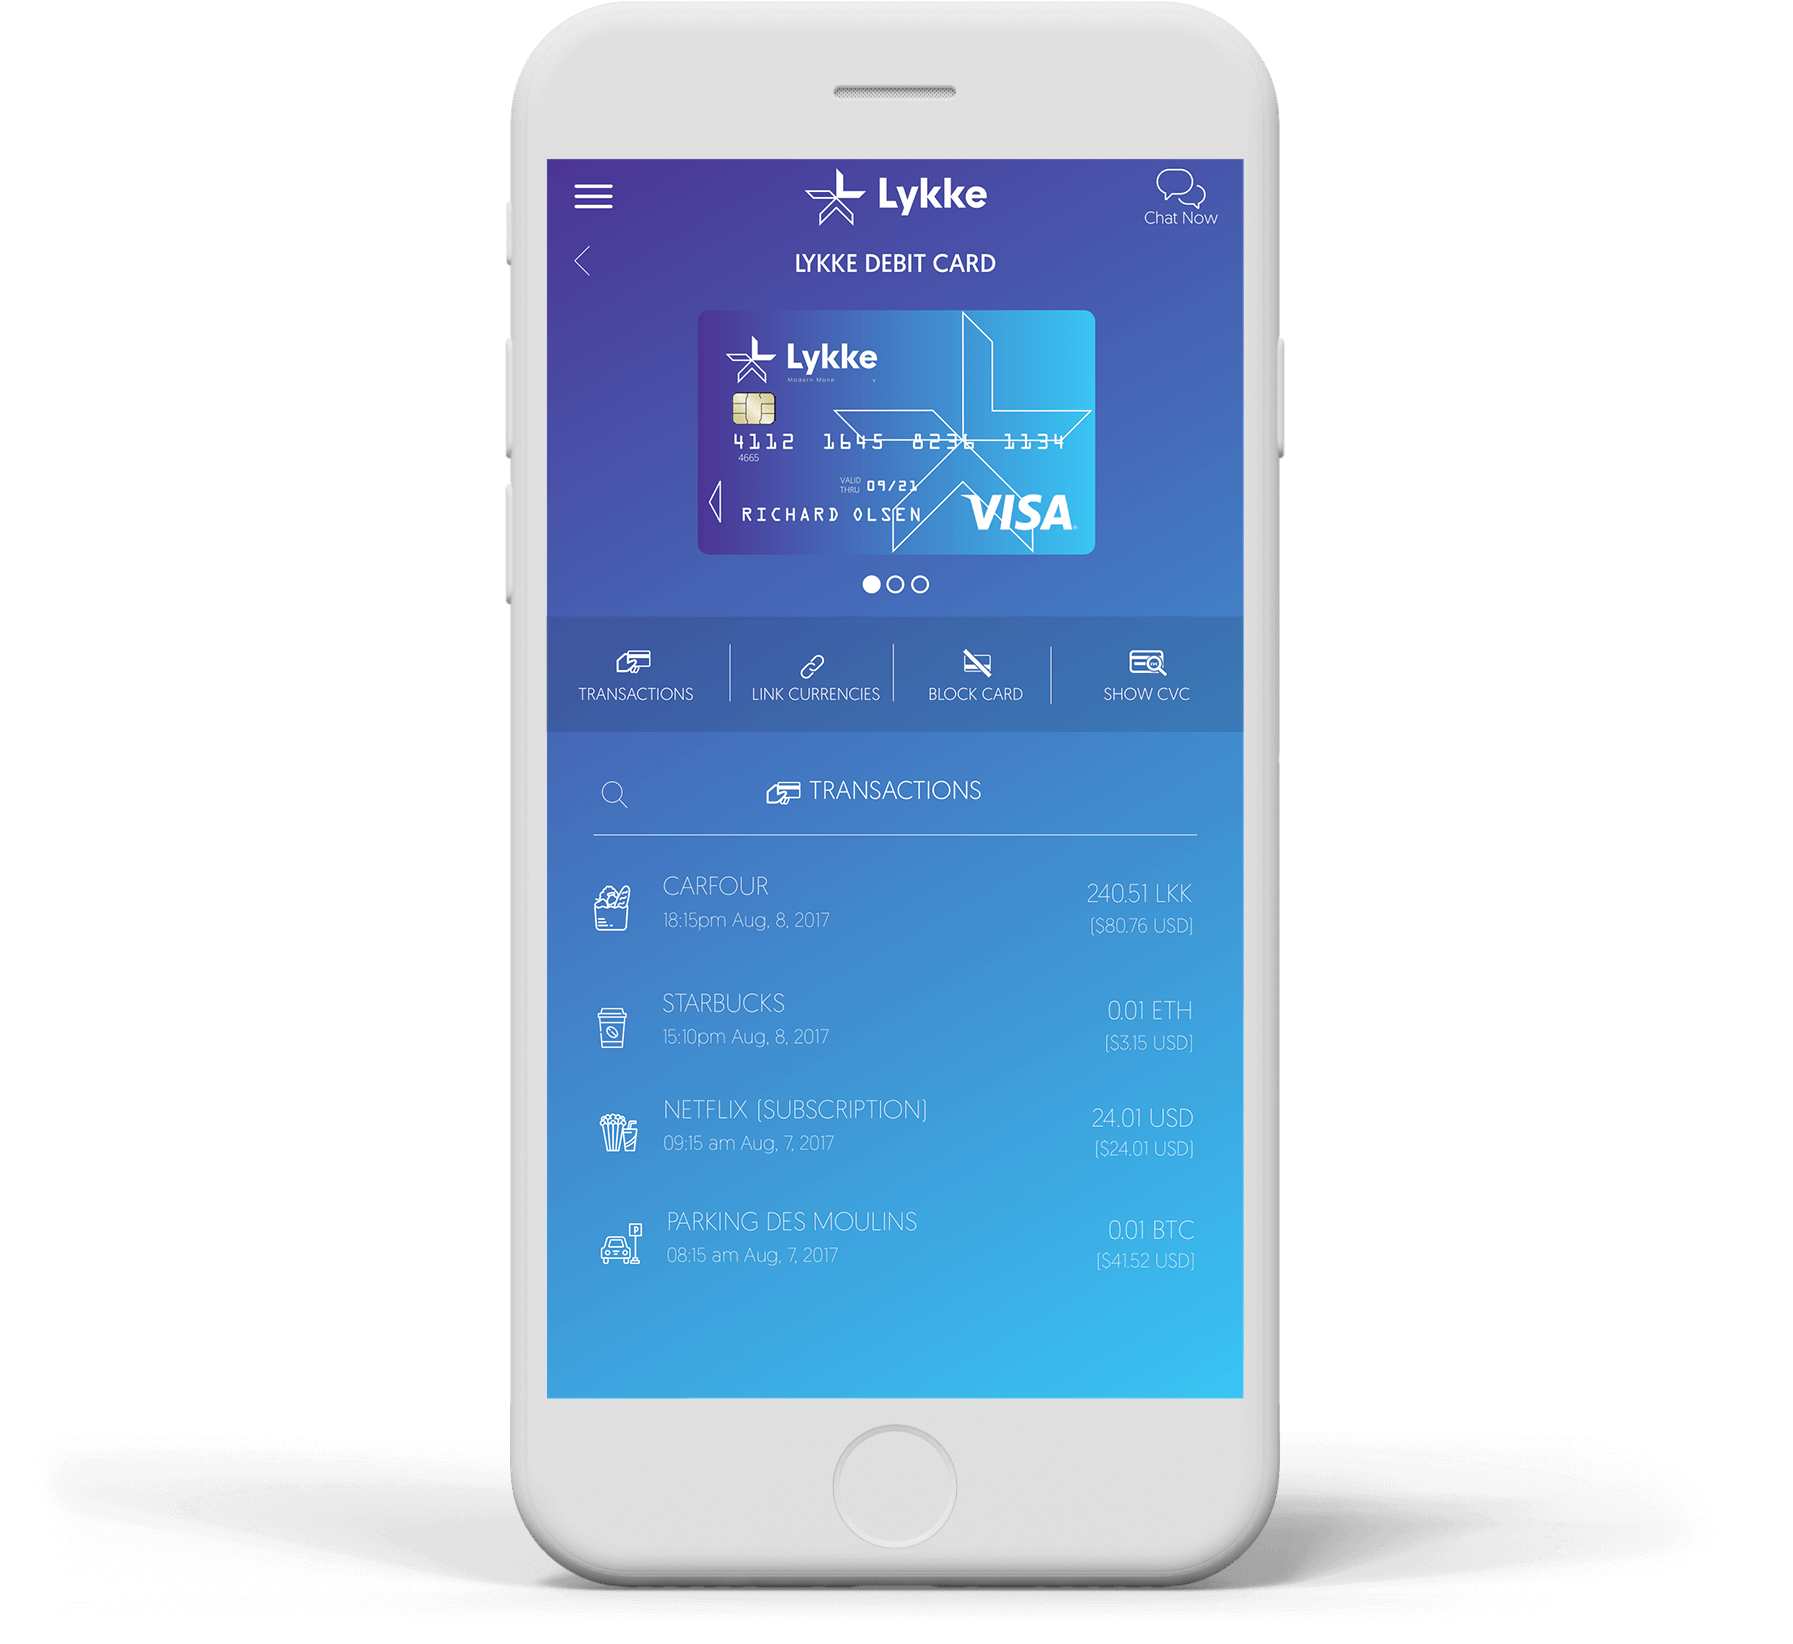 Lykke
Chat Now
LYKKE DEBIT CARD
Lykke
Modern Mone y
4112 1645 8236 1134
4665
VALID THRU 09/21
RICHARD OLSEN
VISA
TRANSACTIONS
LINK CURRENCIES
BLOCK CARD
SHOW CVC
TRANSACTIONS
CARFOUR
240.51 LKK
18:15pm Aug, 8, 2017
($80.76 USD)
STARBUCKS
0.01 ETH
15:10pm Aug, 8, 2017
($3.15 USD)
NETFLIX (SUBSCRIPTION)
24.01 USD
09:15 am Aug, 7, 2017
($24.01 USD)
P
PARKING DES MOULINS
0.01 BTC
08:15 am Aug, 7, 2017
($41.52 USD)